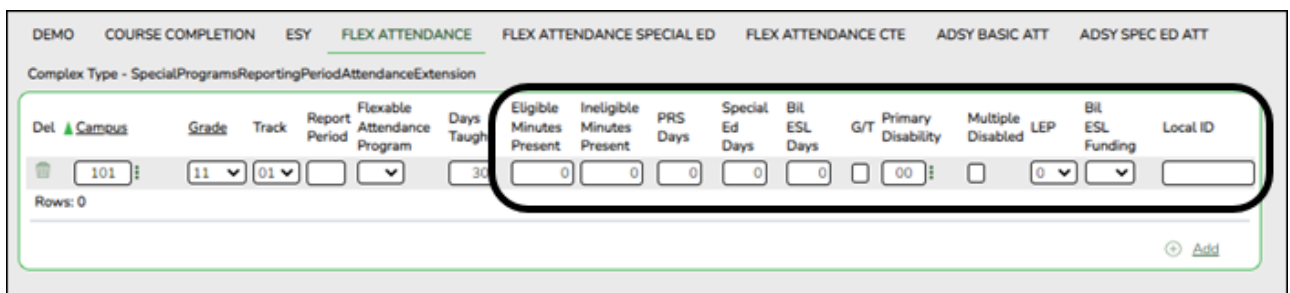 DEMO COURSE COMPLETION ESY FLEX ATTENDANCE FLEX ATTENDANCE SPECIAL ED FLEX ATTENDANCE CTE ADSY BASIC ATT ADSY SPEC ED ATT
Complex Type - SpecialProgramsReportingPeriodAttendanceExtension
Del Campus Grade Track Report Period Flexable Attendance Program Days Taugh Eligible Minutes Present Ineligible Minutes Present PRS Days Special Ed Days Bil ESL Days G/T Primary Disability Multiple Disabled LEP Bil ESL Funding Local ID
101 11 01 30 0 0 0 0 0 00 0
Rows: 0
Add